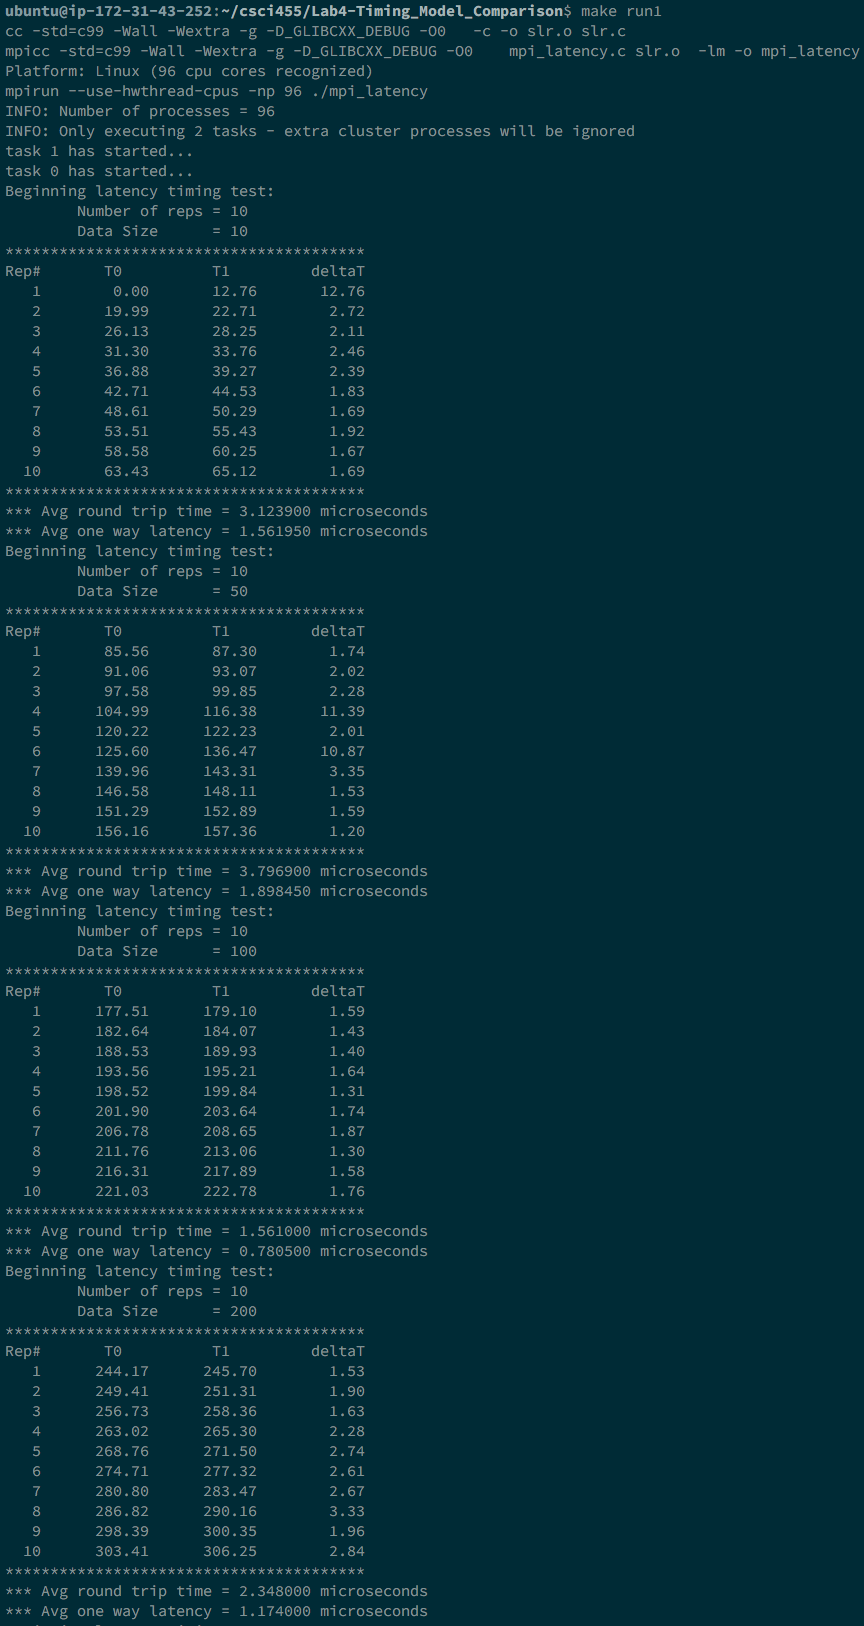 ubuntu@ip-172-31-43-252:~/csci455/Lab4-Timing_Model_Comparison$ make run1
cc -std=c99 -Wall -Wextra -g -D_GLIBCXX_DEBUG -O0   -c -o slr.o slr.c
mpicc -std=c99 -Wall -Wextra -g -D_GLIBCXX_DEBUG -O0    mpi_latency.c slr.o  -lm -o mpi_latency
Platform: Linux (96 cpu cores recognized)
mpirun --use-hwthread-cpus -np 96 ./mpi_latency
INFO: Number of processes = 96
INFO: Only executing 2 tasks - extra cluster processes will be ignored
task 1 has started...
task 0 has started...
Beginning latency timing test:
        Number of reps = 10
        Data Size      = 10
****************************************
Rep#       T0          T1         deltaT
   1        0.00       12.76       12.76
   2       19.99       22.71        2.72
   3       26.13       28.25        2.11
   4       31.30       33.76        2.46
   5       36.88       39.27        2.39
   6       42.71       44.53        1.83
   7       48.61       50.29        1.69
   8       53.51       55.43        1.92
   9       58.58       60.25        1.67
  10       63.43       65.12        1.69
****************************************
*** Avg round trip time = 3.123900 microseconds
*** Avg one way latency = 1.561950 microseconds
Beginning latency timing test:
        Number of reps = 10
        Data Size      = 50
****************************************
Rep#       T0          T1         deltaT
   1       85.56       87.30        1.74
   2       91.06       93.07        2.02
   3       97.58       99.85        2.28
   4      104.99      116.38       11.39
   5      120.22      122.23        2.01
   6      125.60      136.47       10.87
   7      139.96      143.31        3.35
   8      146.58      148.11        1.53
   9      151.29      152.89        1.59
  10      156.16      157.36        1.20
****************************************
*** Avg round trip time = 3.796900 microseconds
*** Avg one way latency = 1.898450 microseconds
Beginning latency timing test:
        Number of reps = 10
        Data Size      = 100
****************************************
Rep#       T0          T1         deltaT
   1      177.51      179.10        1.59
   2      182.64      184.07        1.43
   3      188.53      189.93        1.40
   4      193.56      195.21        1.64
   5      198.52      199.84        1.31
   6      201.90      203.64        1.74
   7      206.78      208.65        1.87
   8      211.76      213.06        1.30
   9      216.31      217.89        1.58
  10      221.03      222.78        1.76
****************************************
*** Avg round trip time = 1.561000 microseconds
*** Avg one way latency = 0.780500 microseconds
Beginning latency timing test:
        Number of reps = 10
        Data Size      = 200
****************************************
Rep#       T0          T1         deltaT
   1      244.17      245.70        1.53
   2      249.41      251.31        1.90
   3      256.73      258.36        1.63
   4      263.02      265.30        2.28
   5      268.76      271.50        2.74
   6      274.71      277.32        2.61
   7      280.80      283.47        2.67
   8      286.82      290.16        3.33
   9      298.39      300.35        1.96
  10      303.41      306.25        2.84
****************************************
*** Avg round trip time = 2.348000 microseconds
*** Avg one way latency = 1.174000 microseconds